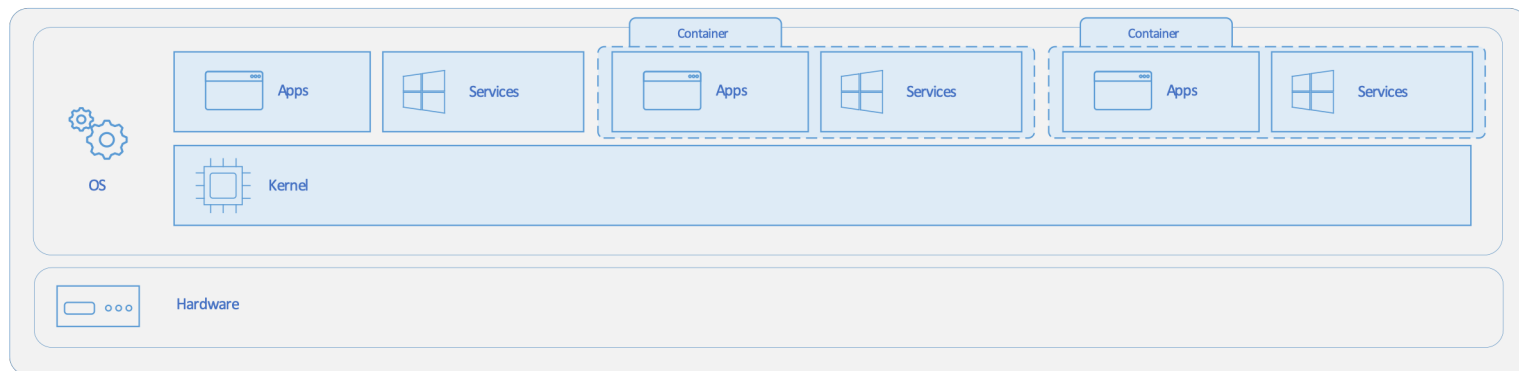 Container
Container
Apps
Services
Apps
Services
Apps
Services
OS
Kernel
Hardware